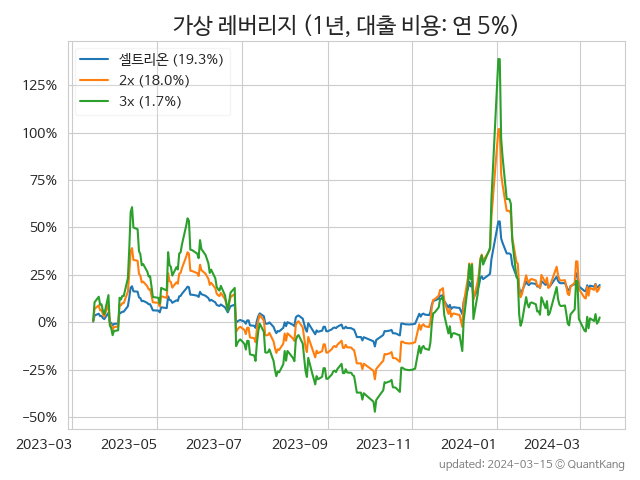 가상 레버리지 (1년, 대출 비용: 연 5%)
셀트리온 (19.3%)
2x (18.0%)
3x (1.7%)
125%
100%
75%
50%
25%
0%
−25%
−50%
2023-03 2023-05 2023-07 2023-09 2023-11 2024-01 2024-03
updated: 2024-03-15 © QuantKang